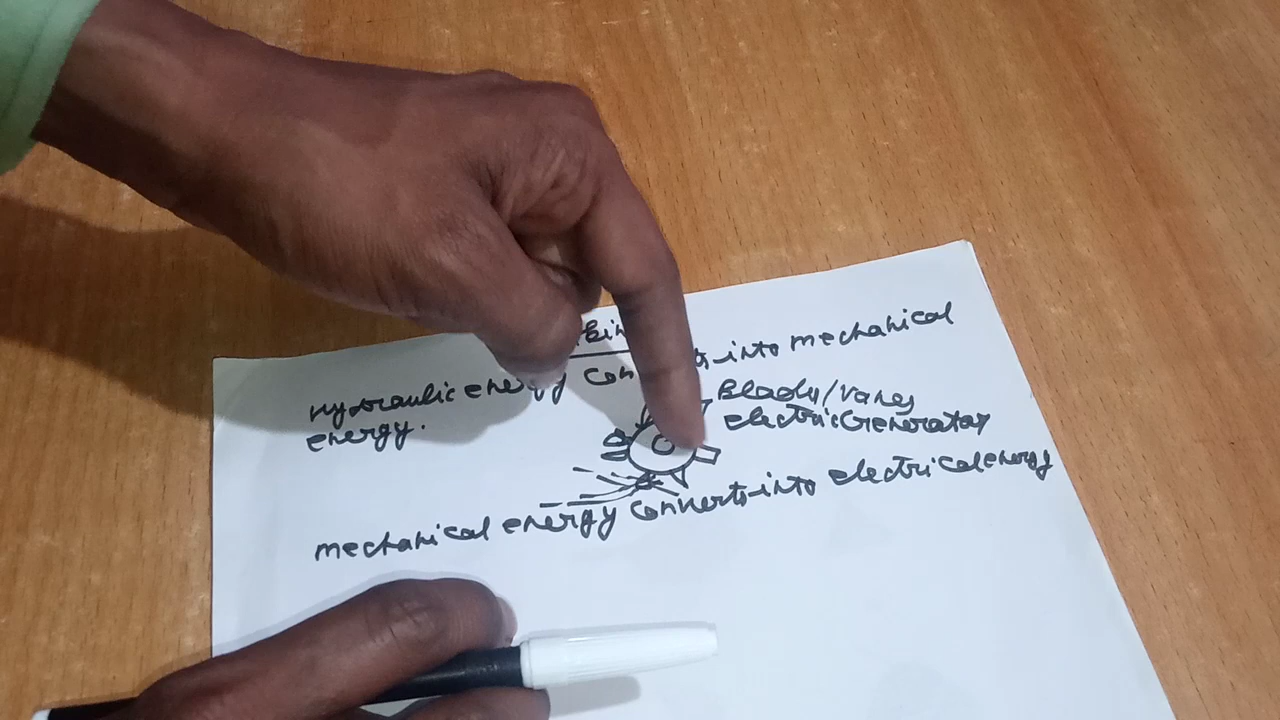 Hydraulic energy into mechanical
energy.
Blades/Vanes
electric Generator
mechanical energy converts into electrical energy